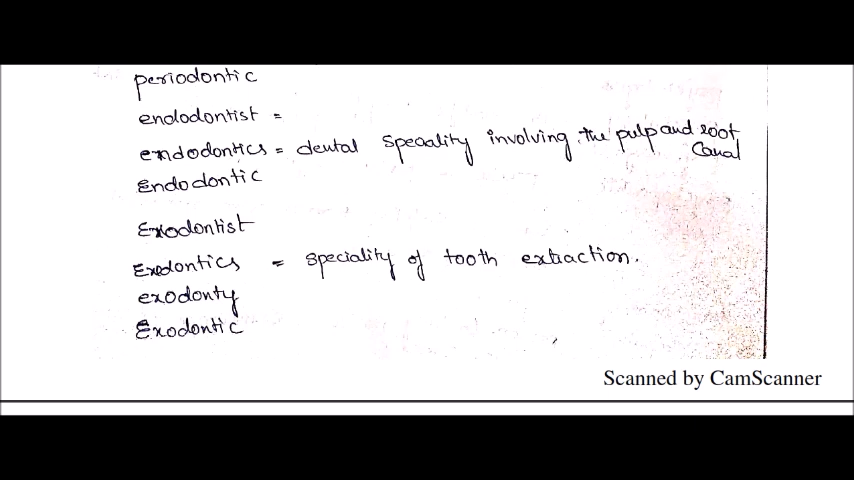 periodontic
endodontist =
endodontics = dental speciality involving the pulp and root
canal
Endodontic
Exodontist
Exodontics = speciality of tooth extraction.
exodonty
Exodontic
Scanned by CamScanner